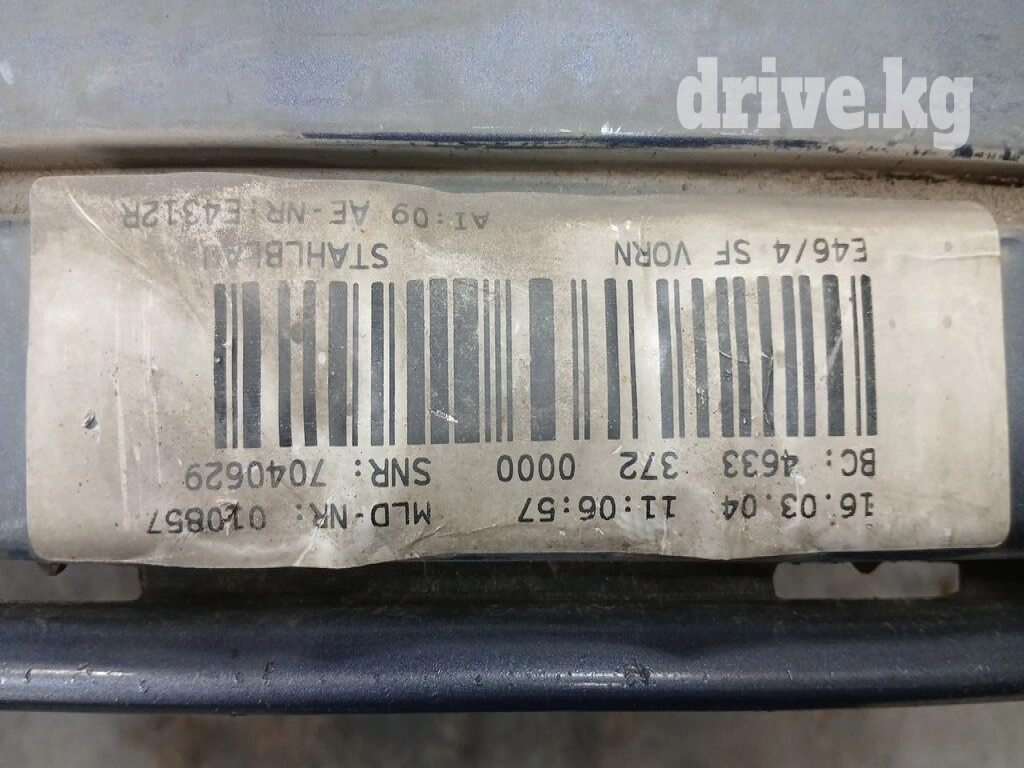 drive.kg
16.03.04 11:06:57 MLD-NR: 010857
BC: 4633 372 0000 SNR: 7040629
E46/4 SF VORN STAHLBLAU
AI:09 AE-NR:E4312R